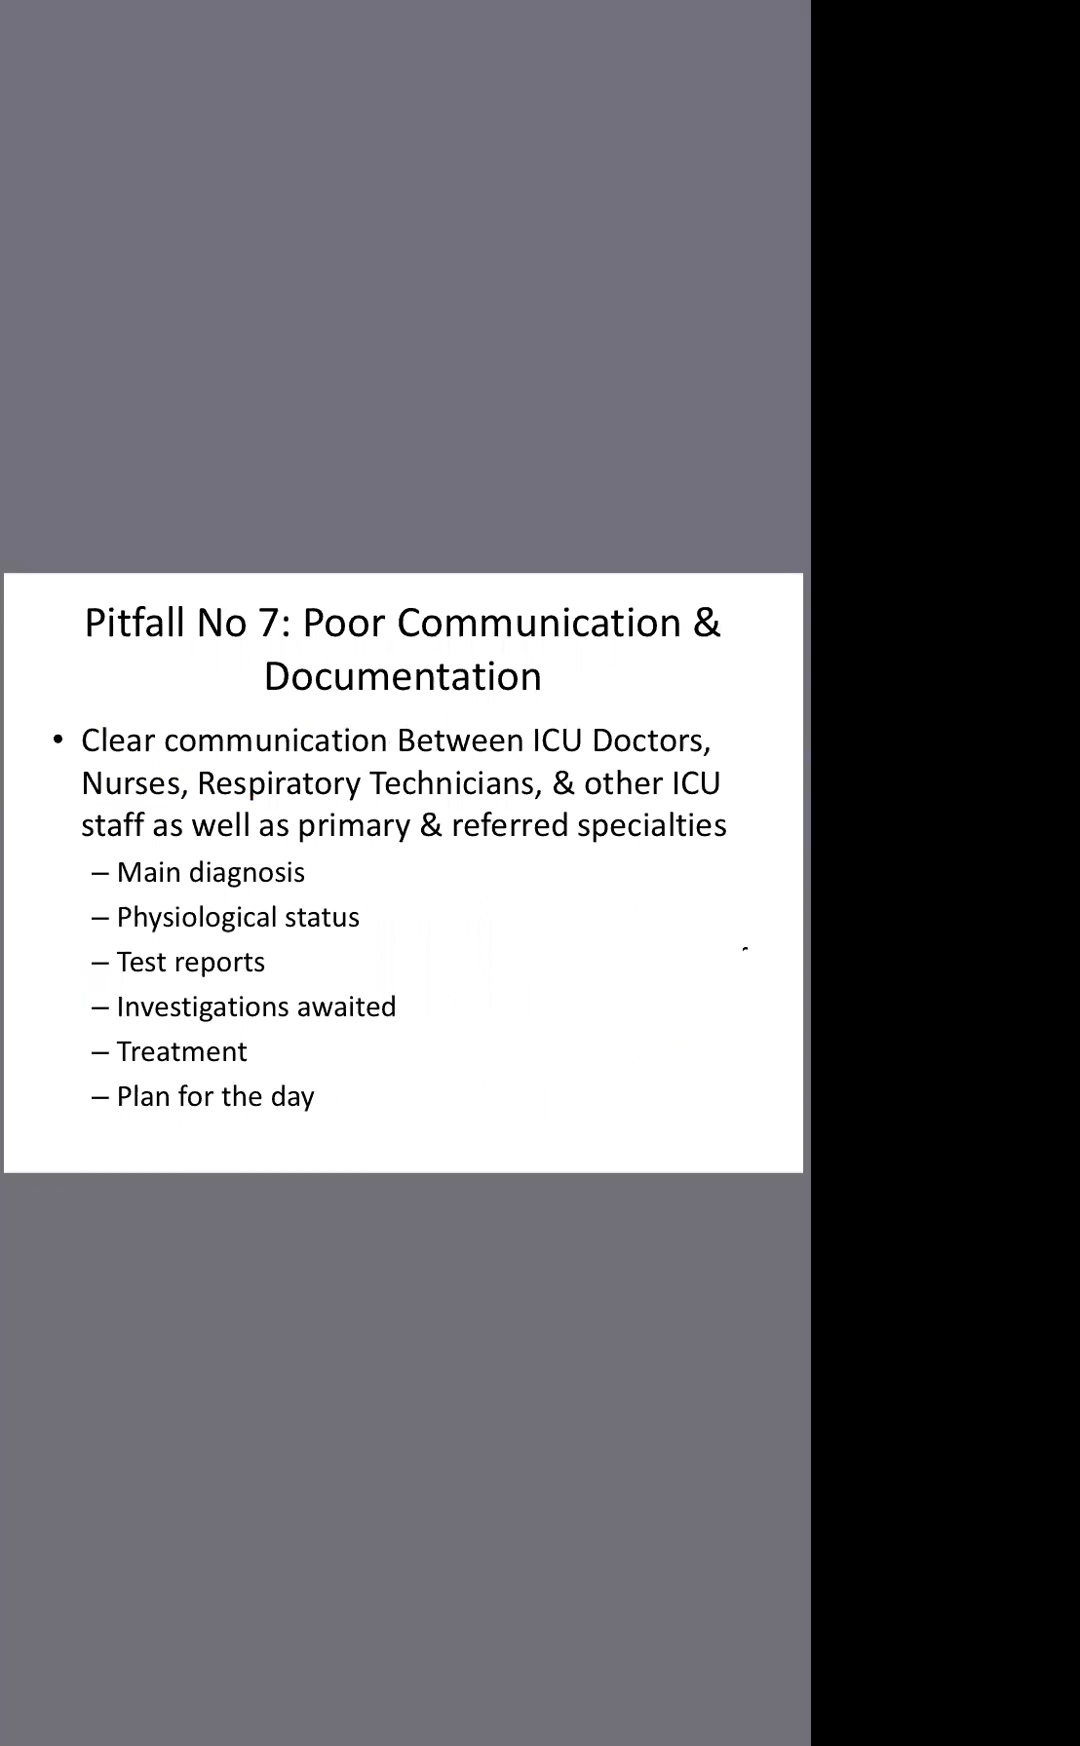 Pitfall No 7: Poor Communication &
Documentation
• Clear communication Between ICU Doctors,
Nurses, Respiratory Technicians, & other ICU
staff as well as primary & referred specialties
– Main diagnosis
– Physiological status
– Test reports
– Investigations awaited
– Treatment
– Plan for the day